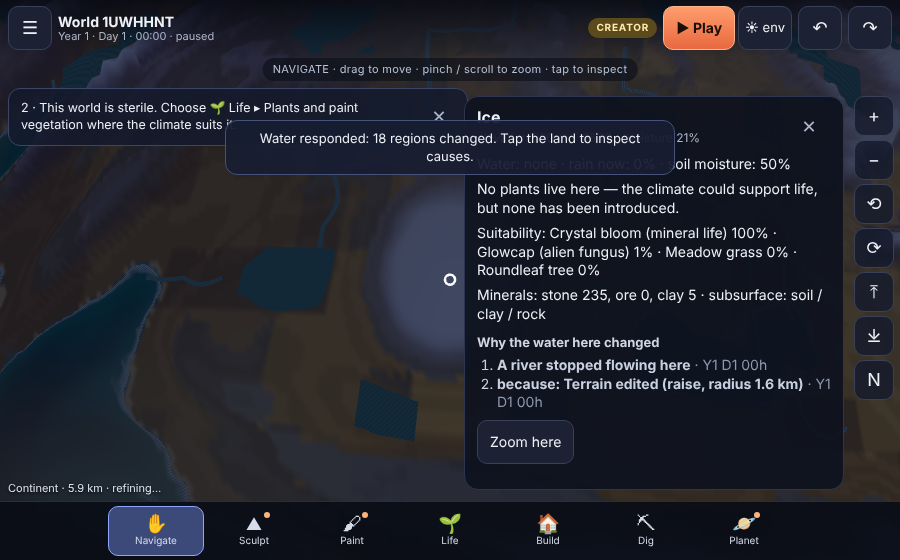 World 1UWHHNT
Year 1 · Day 1 · 00:00 · paused
CREATOR
▶ Play
☀ env
NAVIGATE · drag to move · pinch / scroll to zoom · tap to inspect
2 · This world is sterile. Choose 🌱 Life ▸ Plants and paint
vegetation where the climate suits
Water responded: 18 regions changed. Tap the land to inspect
causes.
Ice
21%
Water: none · rain now: 0% · soil moisture: 50%
No plants live here — the climate could support life,
but none has been introduced.
Suitability: Crystal bloom (mineral life) 100% ·
Glowcap (alien fungus) 1% · Meadow grass 0% ·
Roundleaf tree 0%
Minerals: stone 235, ore 0, clay 5 · subsurface: soil /
clay / rock
Why the water here changed
1. A river stopped flowing here · Y1 D1 00h
2. because: Terrain edited (raise, radius 1.6 km) · Y1
D1 00h
Zoom here
N
Continent · 5.9 km · refining…
Navigate
Sculpt
Paint
Life
Build
Dig
Planet